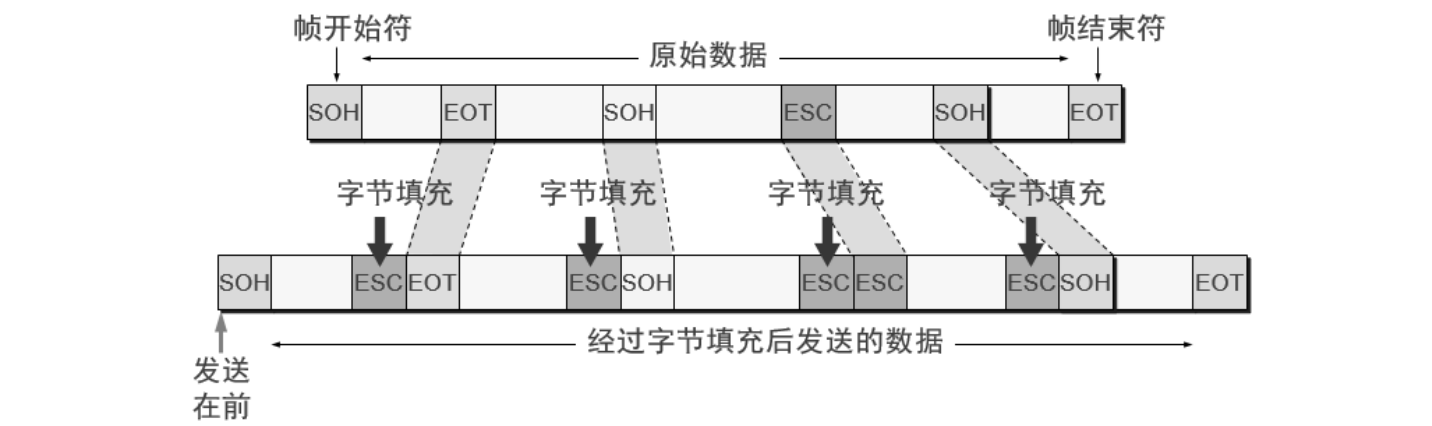 帧开始符 帧结束符
原始数据
SOH EOT SOH ESC SOH EOT
字节填充 字节填充 字节填充 字节填充
SOH ESC EOT ESC SOH ESC ESC ESC SOH EOT
经过字节填充后发送的数据
发送
在前